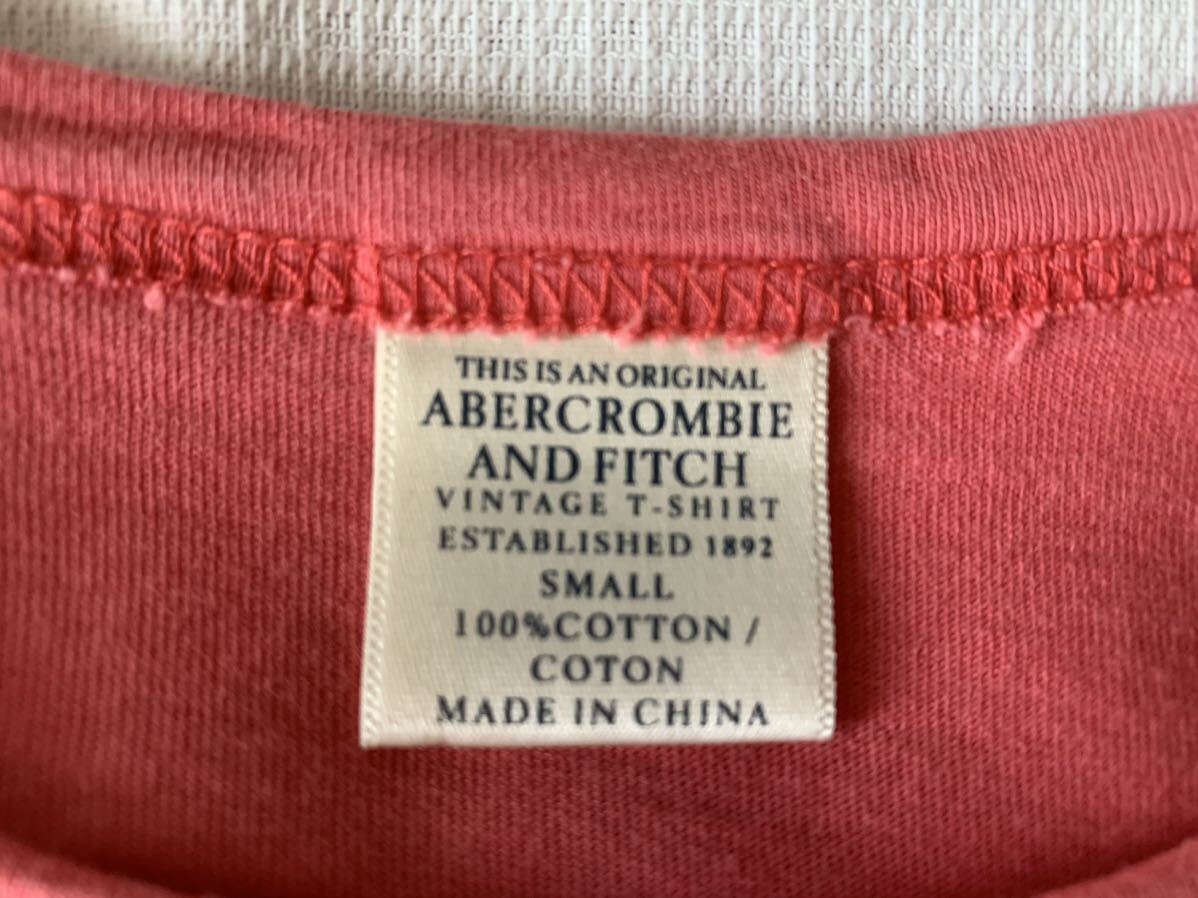 THIS IS AN ORIGINAL
ABERCROMBIE
AND FITCH
VINTAGE T-SHIRT
ESTABLISHED 1892
SMALL
100%COTTON /
COTON
MADE IN CHINA